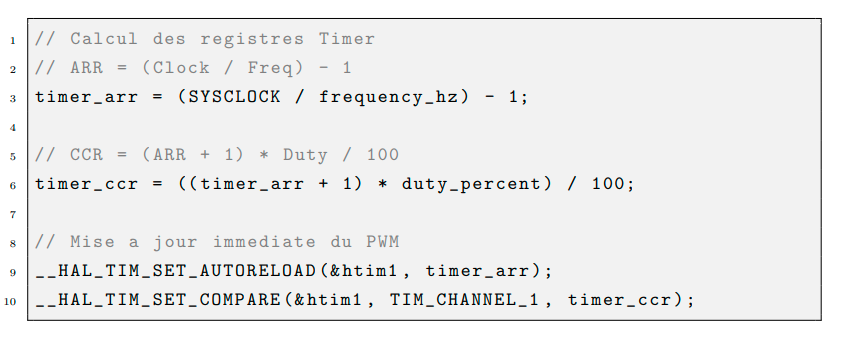 1 // Calcul des registres Timer
2 // ARR = (Clock / Freq) - 1
3 timer_arr = (SYSCLOCK / frequency_hz) - 1;
4
5 // CCR = (ARR + 1) * Duty / 100
6 timer_ccr = ((timer_arr + 1) * duty_percent) / 100;
7
8 // Mise a jour immediate du PWM
9 __HAL_TIM_SET_AUTORELOAD(&htim1, timer_arr);
10 __HAL_TIM_SET_COMPARE(&htim1, TIM_CHANNEL_1, timer_ccr);